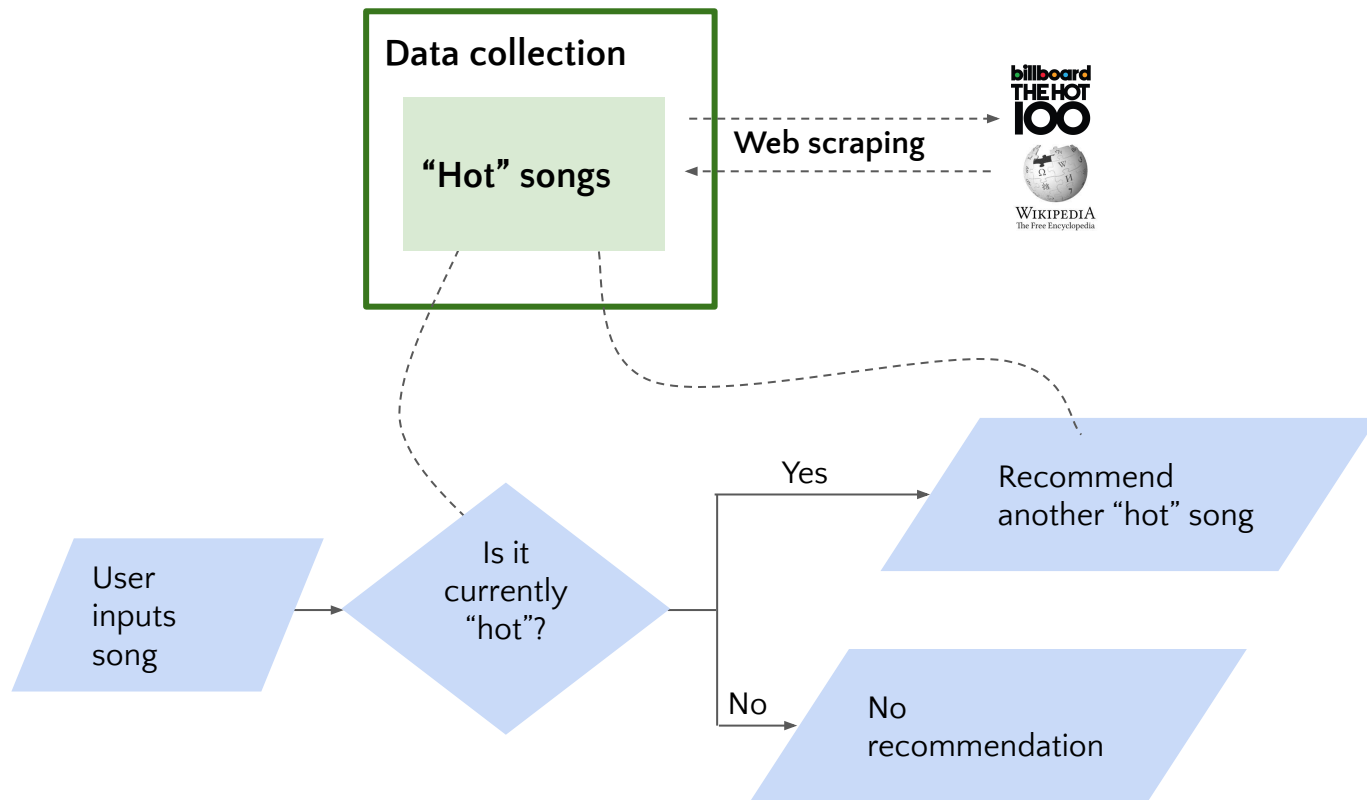 Data collection
“Hot” songs
Web scraping
billboard
THE HOT
100
Ω
W
И
WIKIPEDIA
The Free Encyclopedia
Yes
Recommend
another “hot” song
Is it
currently
“hot”?
User
inputs
song
No
No
recommendation